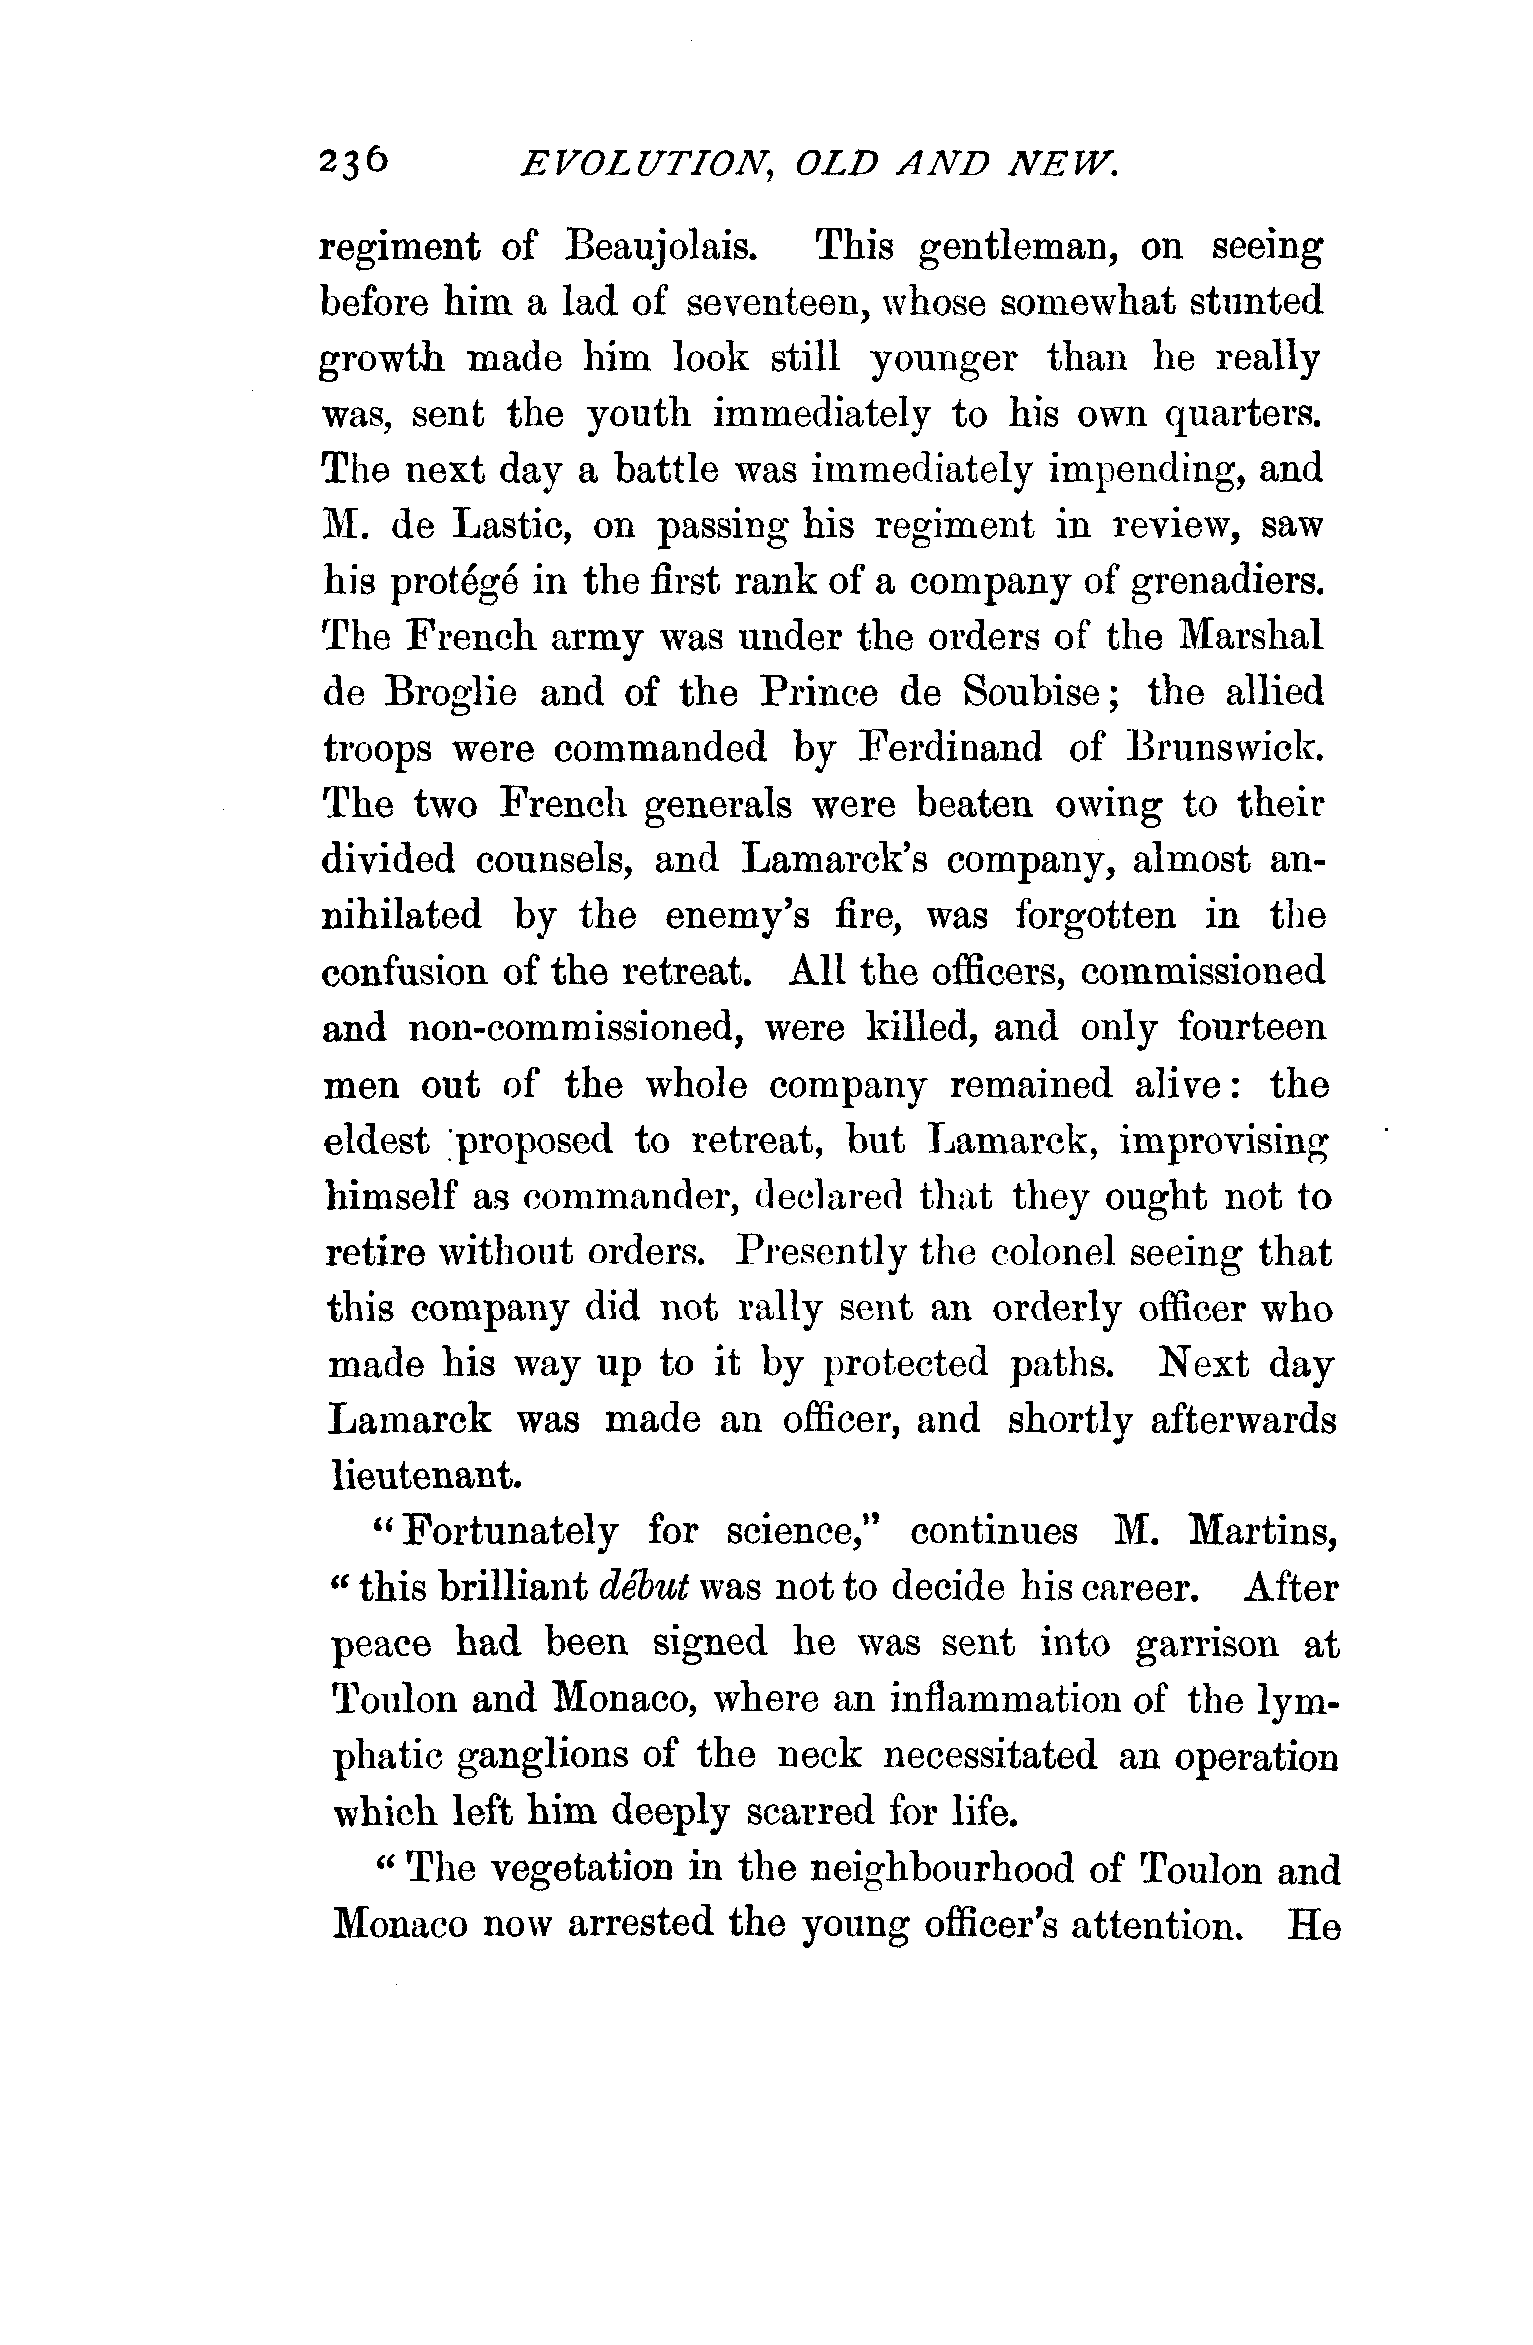 236 EVOLUTION, OLD AND NEW.
regiment of Beaujolais. This gentleman, on seeing
before him a lad of seventeen, whose somewhat stunted
growth made him look still younger than he really
was, sent the youth immediately to his own quarters.
The next day a battle was immediately impending, and
M. de Lastic, on passing his regiment in review, saw
his protégé in the first rank of a company of grenadiers.
The French army was under the orders of the Marshal
de Broglie and of the Prince de Soubise; the allied
troops were commanded by Ferdinand of Brunswick.
The two French generals were beaten owing to their
divided counsels, and Lamarck's company, almost an-
nihilated by the enemy's fire, was forgotten in the
confusion of the retreat. All the officers, commissioned
and non-commissioned, were killed, and only fourteen
men out of the whole company remained alive: the
eldest proposed to retreat, but Lamarck, improvising
himself as commander, declared that they ought not to
retire without orders. Presently the colonel seeing that
this company did not rally sent an orderly officer who
made his way up to it by protected paths. Next day
Lamarck was made an officer, and shortly afterwards
lieutenant.
"Fortunately for science," continues M. Martins,
"this brilliant début was not to decide his career. After
peace had been signed he was sent into garrison at
Toulon and Monaco, where an inflammation of the lym-
phatic ganglions of the neck necessitated an operation
which left him deeply scarred for life.
"The vegetation in the neighbourhood of Toulon and
Monaco now arrested the young officer's attention. He